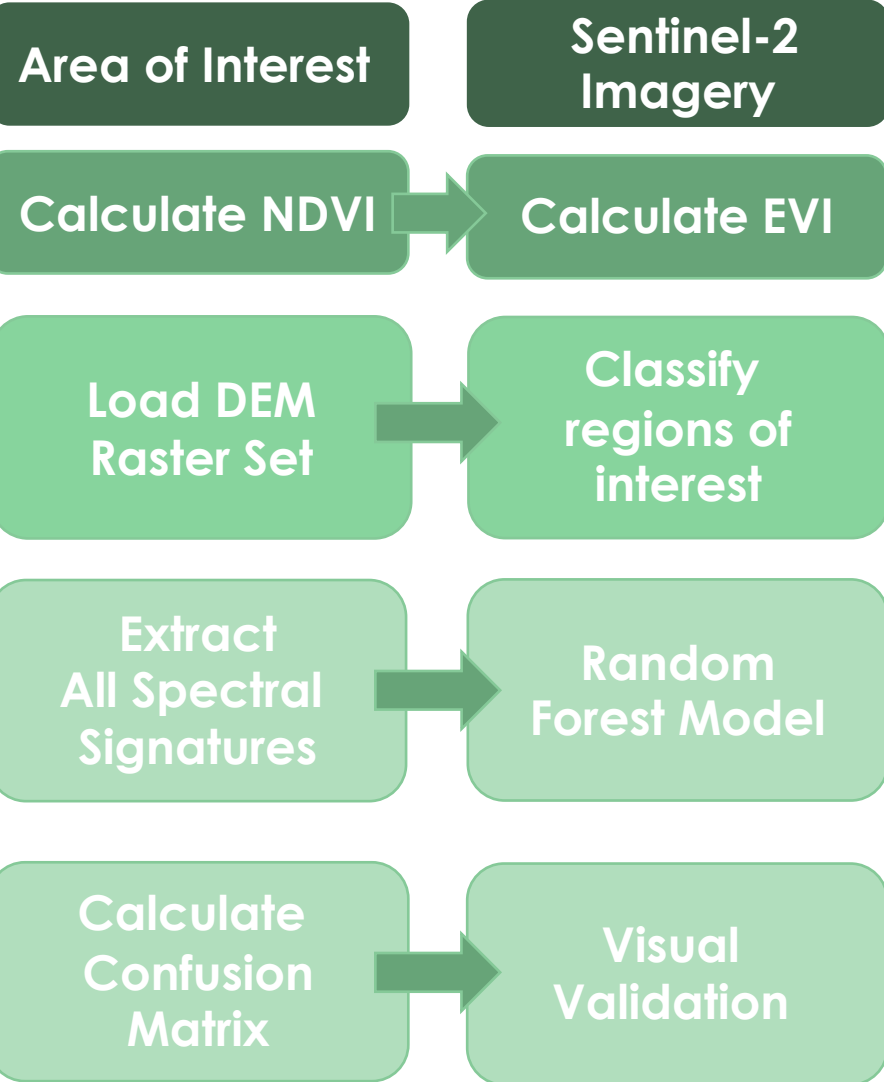 Area of Interest
Sentinel-2
Imagery
Calculate NDVI
Calculate EVI
Load DEM
Raster Set
Classify
regions of
interest
Extract
All Spectral
Signatures
Random
Forest Model
Calculate
Confusion
Matrix
Visual
Validation